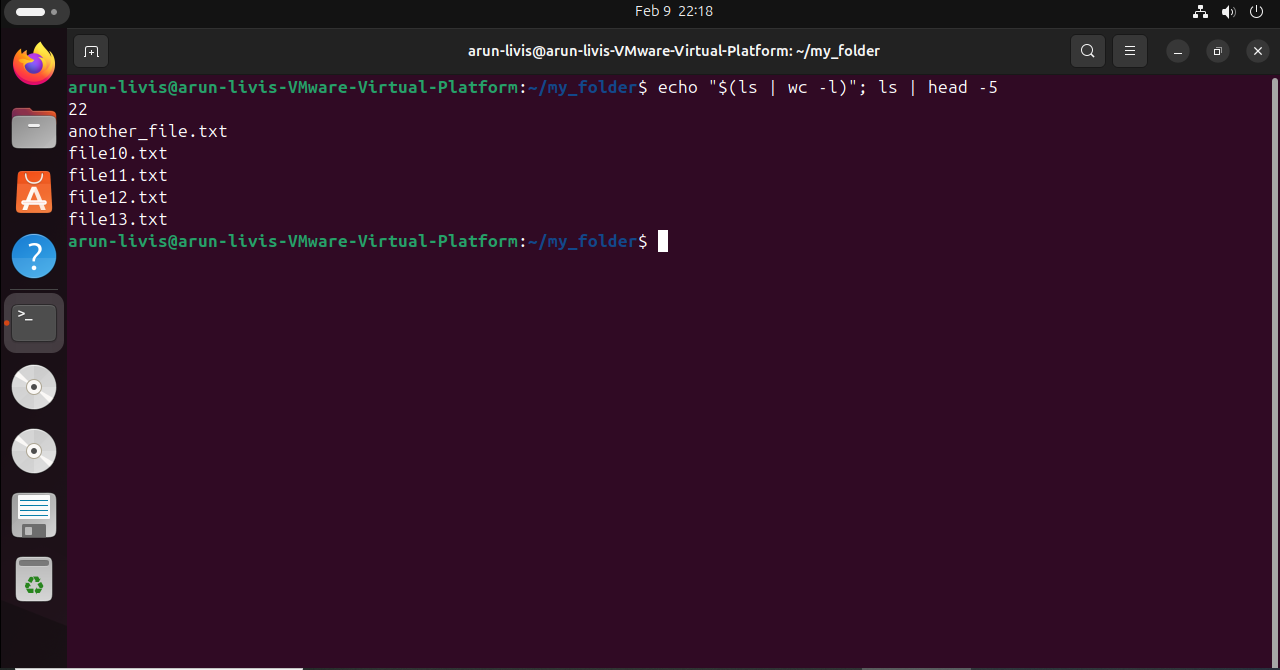 Feb 9 22:18
arun-livis@arun-livis-VMware-Virtual-Platform: ~/my_folder
arun-livis@arun-livis-VMware-Virtual-Platform:~/my_folder$ echo "$(ls | wc -l)"; ls | head -5
22
another_file.txt
file10.txt
file11.txt
file12.txt
file13.txt
arun-livis@arun-livis-VMware-Virtual-Platform:~/my_folder$